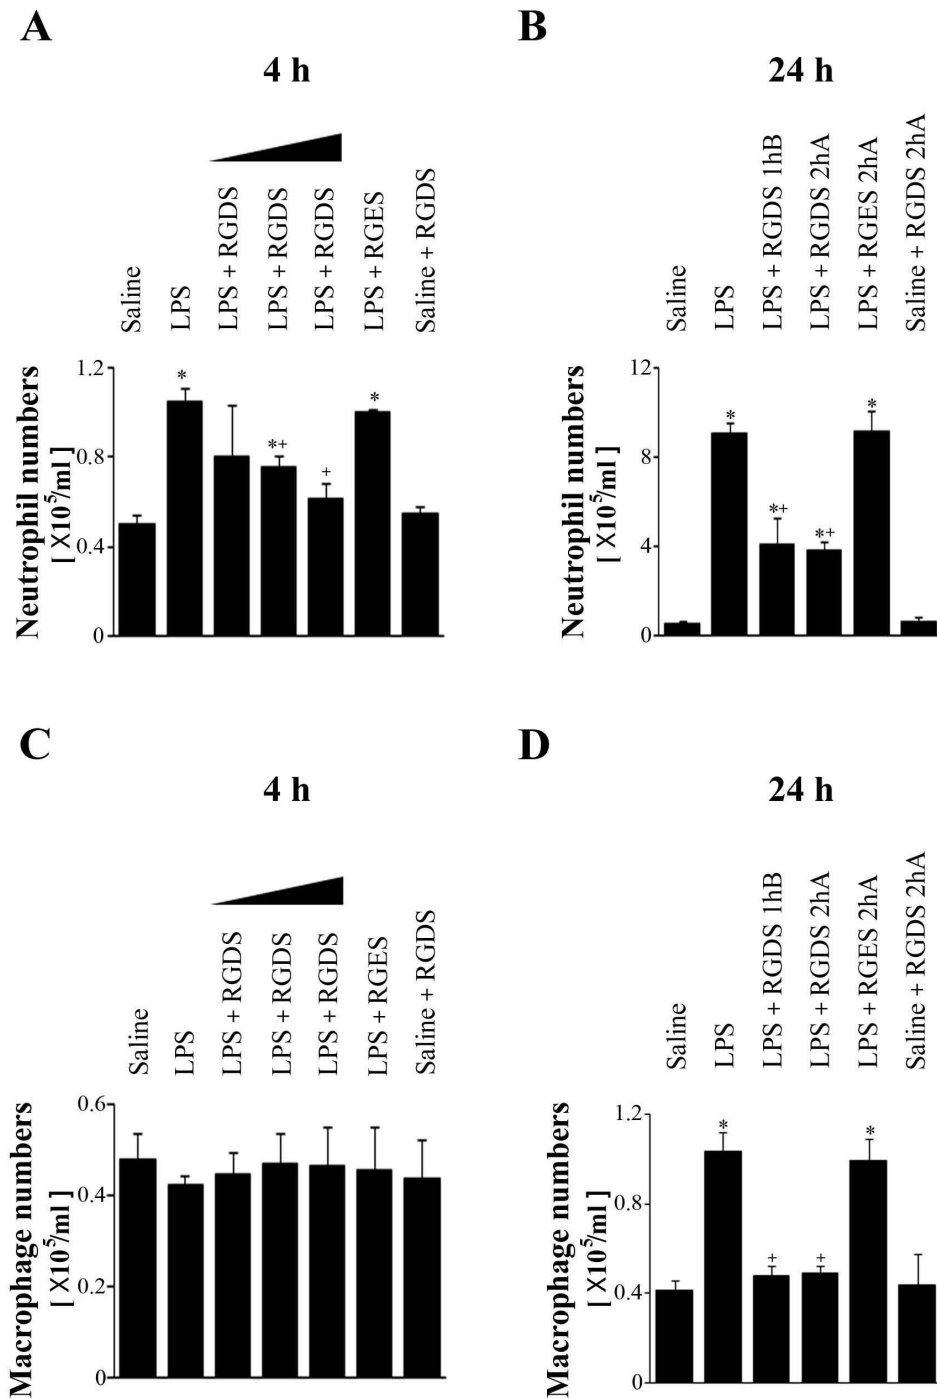 A
4 h
Saline
LPS
LPS + RGDS
LPS + RGDS
LPS + RGDS
LPS + RGES
Saline + RGDS
Neutrophil numbers
[ X10⁵/ml ]
1.2
0.8
0.4
0
*
*+
+
*
B
24 h
Saline
LPS
LPS + RGDS 1hB
LPS + RGDS 2hA
LPS + RGES 2hA
Saline + RGDS 2hA
Neutrophil numbers
[ X10⁵/ml ]
12
8
4
0
*
*+
*+
*
C
4 h
Saline
LPS
LPS + RGDS
LPS + RGDS
LPS + RGDS
LPS + RGES
Saline + RGDS
Macrophage numbers
[ X10⁵/ml ]
0.6
0.4
0.2
0
D
24 h
Saline
LPS
LPS + RGDS 1hB
LPS + RGDS 2hA
LPS + RGES 2hA
Saline + RGDS 2hA
Macrophage numbers
[ X10⁵/ml ]
1.2
0.8
0.4
0
*
+
+
*